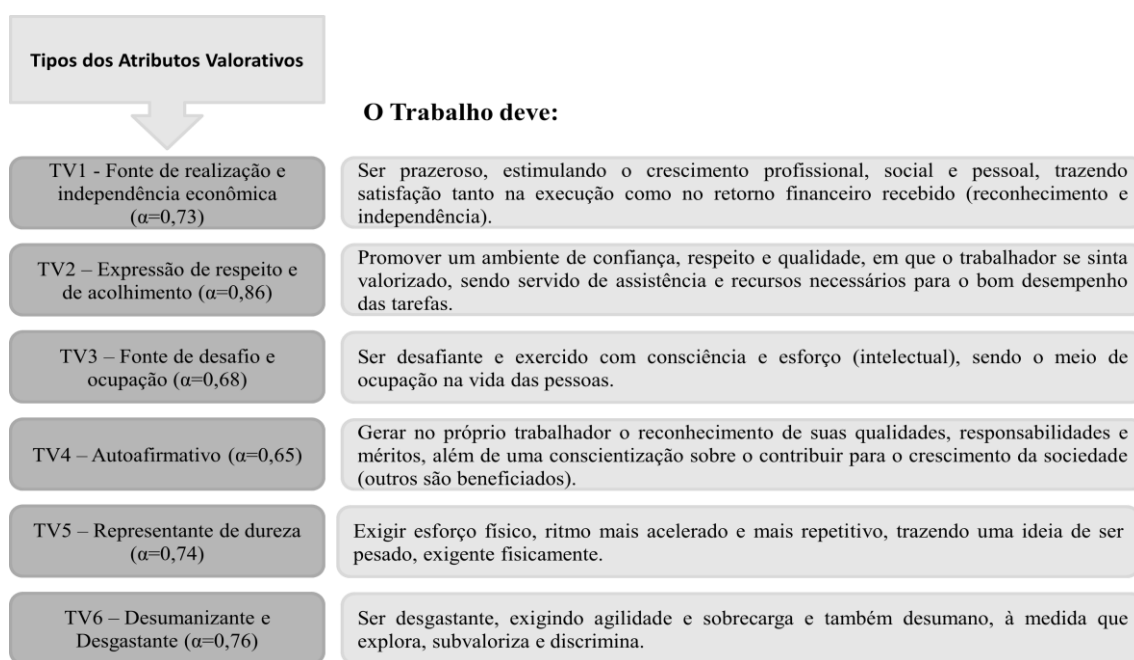 Tipos dos Atributos Valorativos
O Trabalho deve:
TV1 - Fonte de realização e
independência econômica
(α=0,73)
Ser prazeroso, estimulando o crescimento profissional, social e pessoal, trazendo
satisfação tanto na execução como no retorno financeiro recebido (reconhecimento e
independência).
TV2 – Expressão de respeito e
de acolhimento (α=0,86)
Promover um ambiente de confiança, respeito e qualidade, em que o trabalhador se sinta
valorizado, sendo servido de assistência e recursos necessários para o bom desempenho
das tarefas.
TV3 – Fonte de desafio e
ocupação (α=0,68)
Ser desafiante e exercido com consciência e esforço (intelectual), sendo o meio de
ocupação na vida das pessoas.
TV4 – Autoafirmativo (α=0,65)
Gerar no próprio trabalhador o reconhecimento de suas qualidades, responsabilidades e
méritos, além de uma conscientização sobre o contribuir para o crescimento da sociedade
(outros são beneficiados).
TV5 – Representante de dureza
(α=0,74)
Exigir esforço físico, ritmo mais acelerado e mais repetitivo, trazendo uma ideia de ser
pesado, exigente fisicamente.
TV6 – Desumanizante e
Desgastante (α=0,76)
Ser desgastante, exigindo agilidade e sobrecarga e também desumano, à medida que
explora, subvaloriza e discrimina.